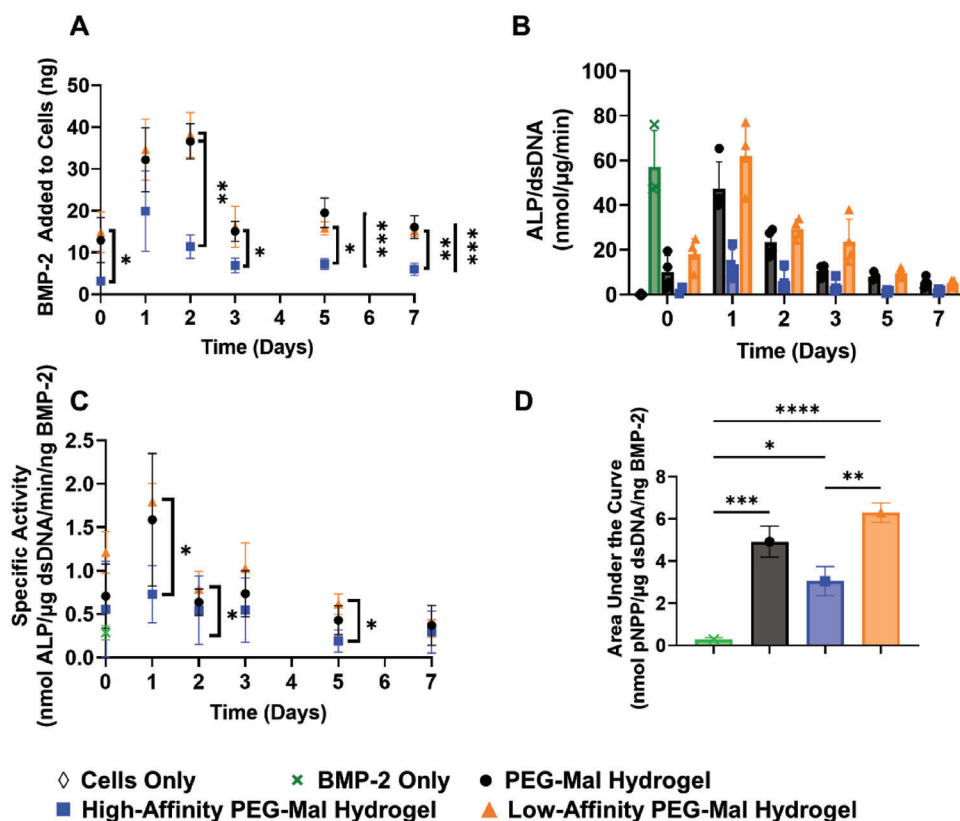 A
BMP-2 Added to Cells (ng)
50
40
30
20
10
0
0 1 2 3 4 5 6 7
Time (Days)
*
**
*
*
***
**
***
B
ALP/dsDNA
(nmol/µg/min)
100
80
60
40
20
0
0 1 2 3 5 7
Time (Days)
C
Specific Activity
(nmol ALP/µg dsDNA/min/ng BMP-2)
2.5
2.0
1.5
1.0
0.5
0.0
0 1 2 3 4 5 6 7
Time (Days)
*
*
*
D
Area Under the Curve
(nmol pNPP/µg dsDNA/ng BMP-2)
8
6
4
2
0
****
*
***
**
Cells Only BMP-2 Only PEG-Mal Hydrogel
High-Affinity PEG-Mal Hydrogel Low-Affinity PEG-Mal Hydrogel